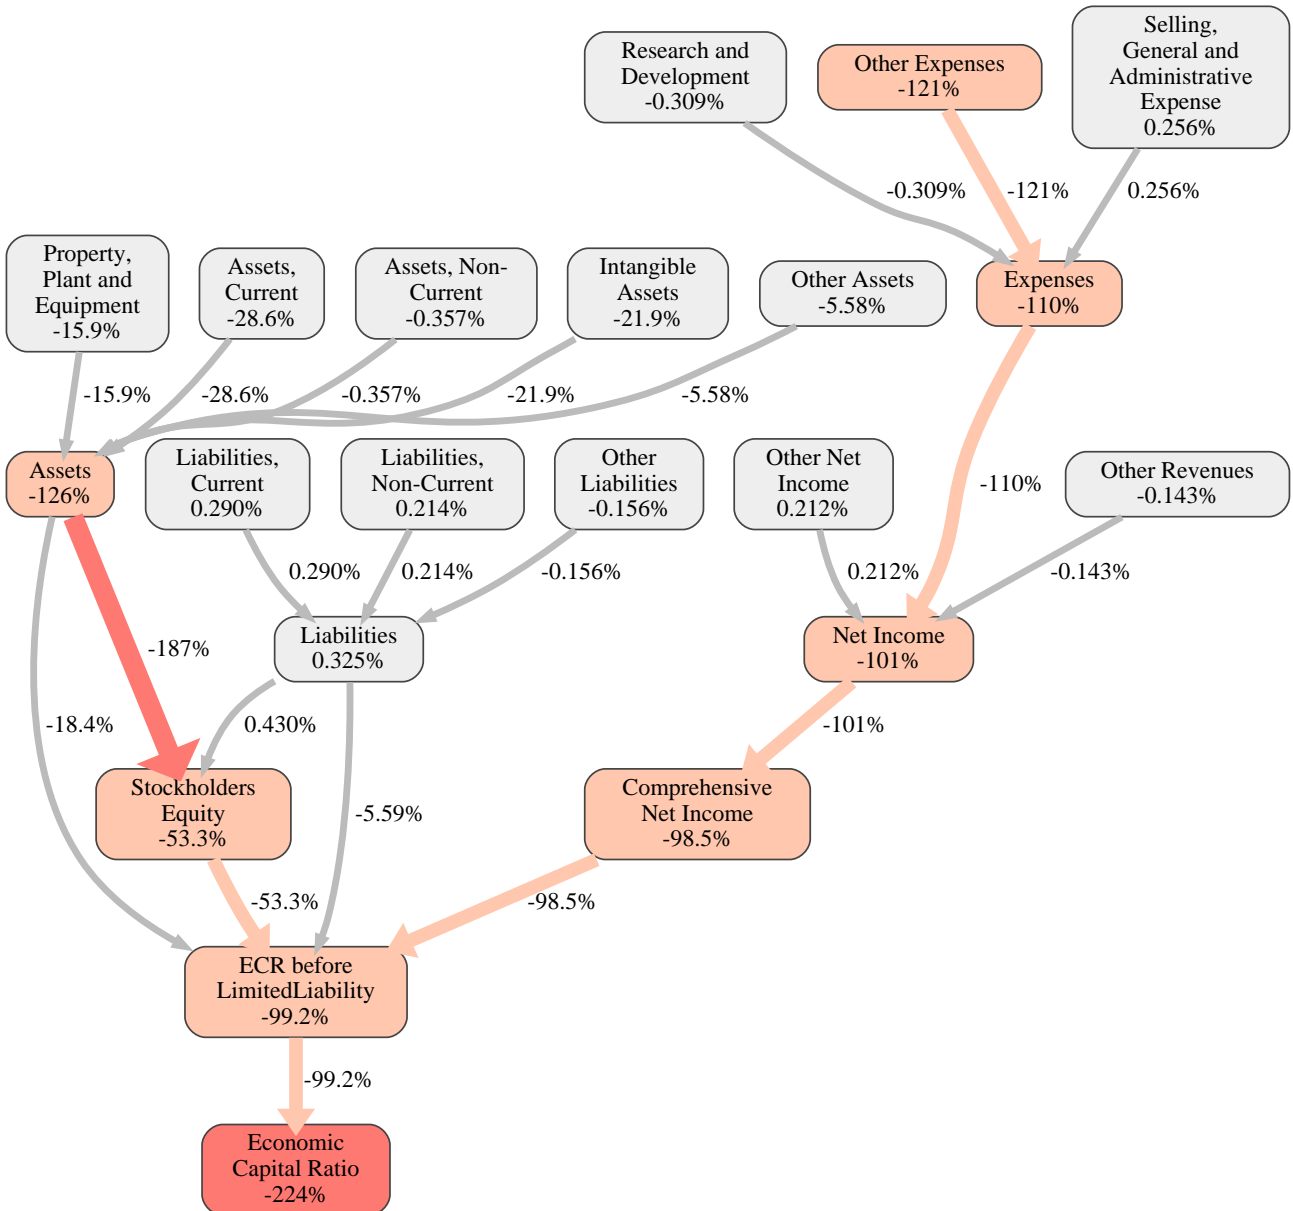 Research and
Development
-0.309%
Other Expenses
-121%
Selling,
General and
Administrative
Expense
0.256%
-0.309%
-121%
0.256%
Property,
Plant and
Equipment
-15.9%
Assets,
Current
-28.6%
Assets, Non-
Current
-0.357%
Intangible
Assets
-21.9%
Other Assets
-5.58%
Expenses
-110%
-15.9%
-28.6%
-0.357%
-21.9%
-5.58%
Assets
-126%
Liabilities,
Current
0.290%
Liabilities,
Non-Current
0.214%
Other
Liabilities
-0.156%
Other Net
Income
0.212%
-110%
Other Revenues
-0.143%
0.290%
0.214%
-0.156%
0.212%
-0.143%
-187%
Liabilities
0.325%
Net Income
-101%
-18.4%
0.430%
-101%
Stockholders
Equity
-53.3%
-5.59%
Comprehensive
Net Income
-98.5%
-53.3%
-98.5%
ECR before
LimitedLiability
-99.2%
-99.2%
Economic
Capital Ratio
-224%